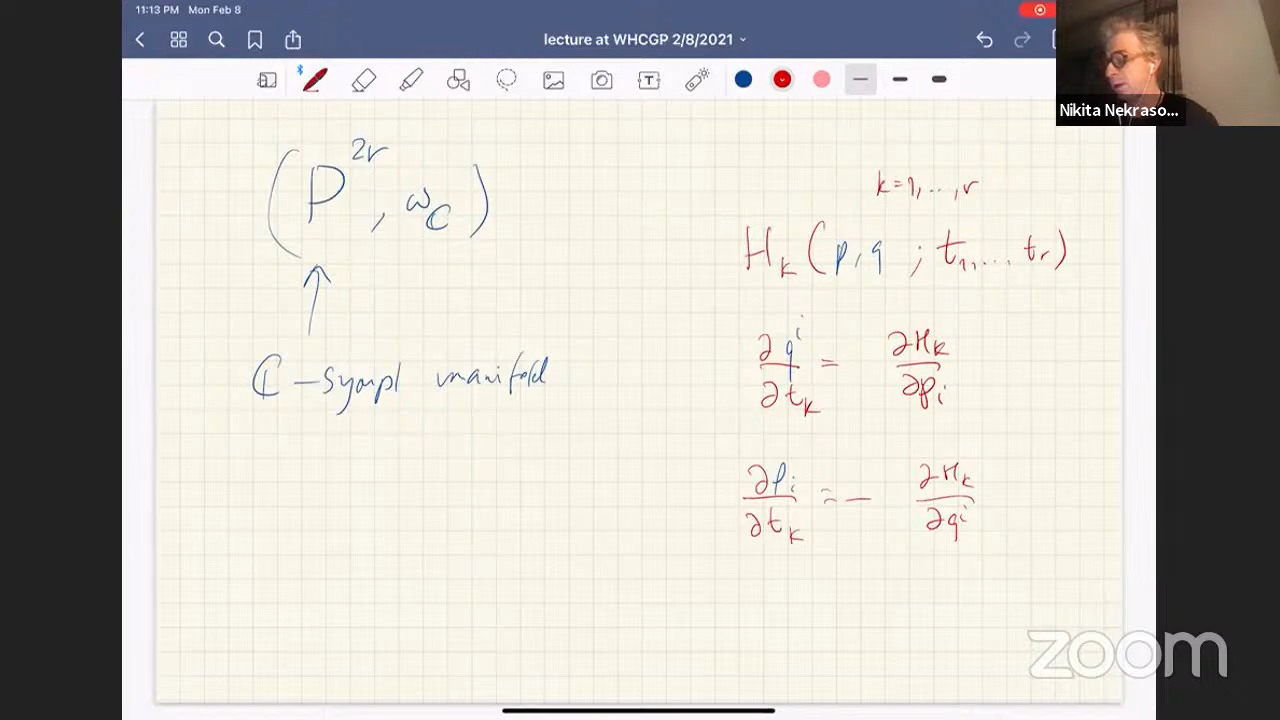 11:13 PM Mon Feb 8
lecture at WHCGP 2/8/2021
Nikita Nekraso...
(P^{2r}, ω_ℂ)
ℂ-sympl manifold
k=1,...,r
H_k (p,q ; t_1,... t_r)
∂q^i/∂t_k = ∂H_k/∂p_i
∂p_i/∂t_k = - ∂H_k/∂q^i
zoom